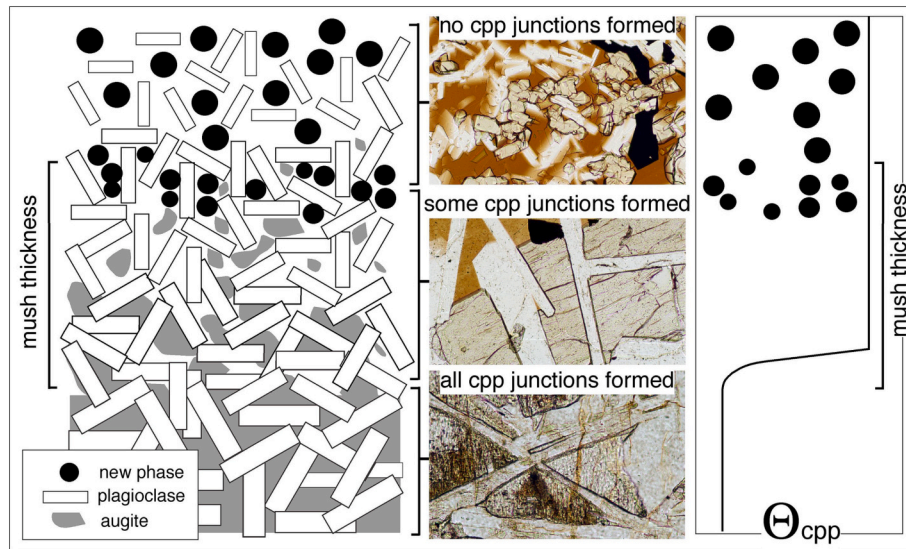 no cpp junctions formed
mush thickness
some cpp junctions formed
mush thickness
all cpp junctions formed
new phase
plagioclase
augite
Θcpp